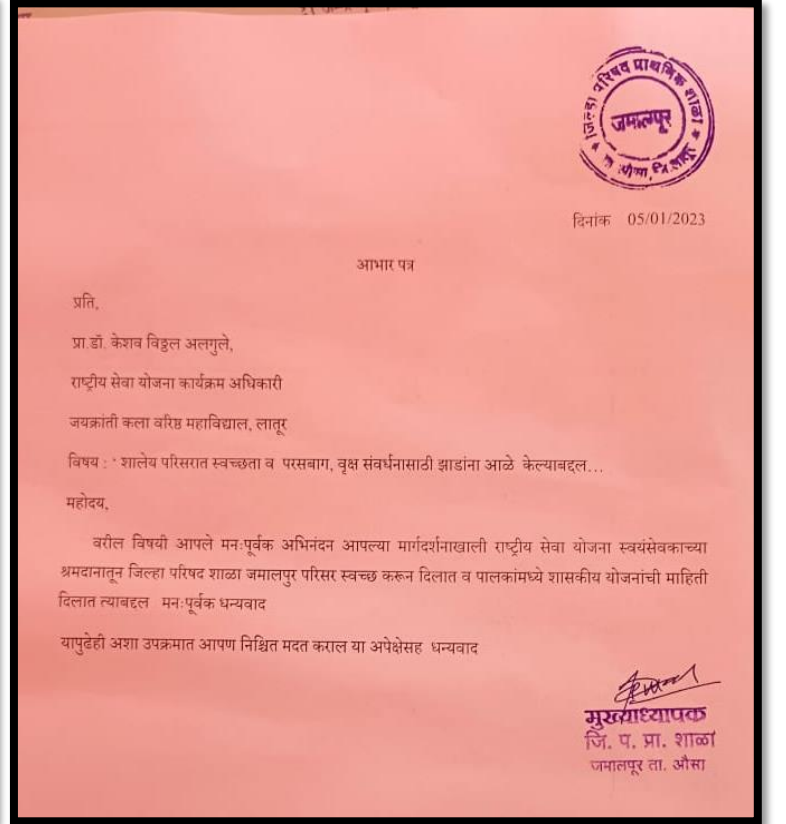 जिल्हा परिषद प्राथमिक शाळा
जमालपूर
ता. औसा, जि. लातूर
दिनांक 05/01/2023
आभार पत्र
प्रति,
प्रा.डॉ. केशव विठ्ठल अलगुले,
राष्ट्रीय सेवा योजना कार्यक्रम अधिकारी
जयक्रांती कला वरिष्ठ महाविद्याल, लातूर
विषय : ` शालेय परिसरात स्वच्छता व परसबाग, वृक्ष संवर्धनासाठी झाडांना आळे केल्याबद्दल...
महोदय,
वरील विषयी आपले मनःपूर्वक अभिनंदन आपल्या मार्गदर्शनाखाली राष्ट्रीय सेवा योजना स्वयंसेवकाच्या
श्रमदानातून जिल्हा परिषद शाळा जमालपुर परिसर स्वच्छ करून दिलात व पालकांमध्ये शासकीय योजनांची माहिती
दिलात त्याबद्दल मनःपूर्वक धन्यवाद
यापुढेही अशा उपक्रमात आपण निश्चित मदत कराल या अपेक्षेसह धन्यवाद
मुख्याध्यापक
जि. प. प्रा. शाळा
जमालपूर ता. औसा